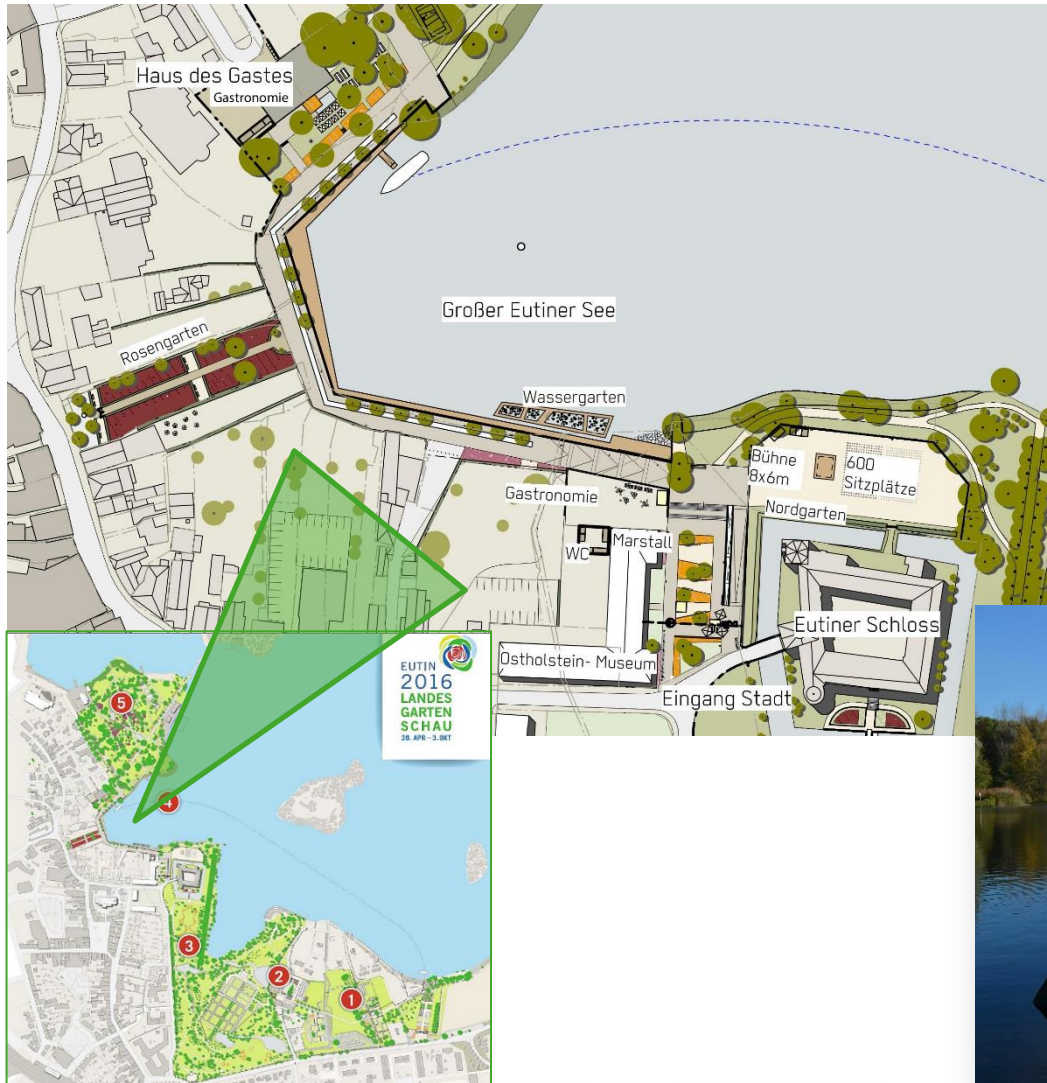 Haus des Gastes
Gastronomie
Großer Eutiner See
Rosengarten
Wassergarten
Bühne
8x6m
600
Sitzplätze
Gastronomie
Nordgarten
Marstall
WC
Eutiner Schloss
Ostholstein- Museum
Eingang Stadt
EUTIN
2016
LANDES
GARTEN
SCHAU
28. APR – 3. OKT
5
4
3
2
1